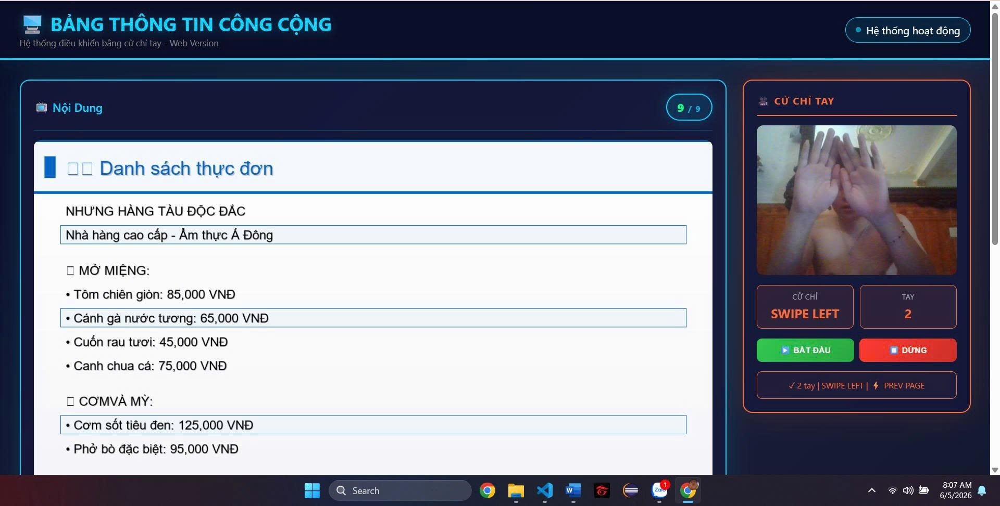 BẢNG THÔNG TIN CÔNG CỘNG
Hệ thống điều khiển bằng cử chỉ tay - Web Version
Hệ thống hoạt động
Nội Dung
9 / 9
Danh sách thực đơn
NHƯNG HÀNG TÀU ĐỘC ĐẮC
Nhà hàng cao cấp - Ẩm thực Á Đông
MỞ MIỆNG:
• Tôm chiên giòn: 85,000 VNĐ
• Cánh gà nước tương: 65,000 VNĐ
• Cuốn rau tươi: 45,000 VNĐ
• Canh chua cá: 75,000 VNĐ
CƠMVÀ MỲ:
• Cơm sốt tiêu đen: 125,000 VNĐ
• Phở bò đặc biệt: 95,000 VNĐ
CỬ CHỈ TAY
CỬ CHỈ
SWIPE LEFT
TAY
2
BẮT ĐẦU
DỪNG
✓ 2 tay | SWIPE LEFT | ⚡ PREV PAGE
Search
W
Zalo
1
8:07 AM
6/5/2026